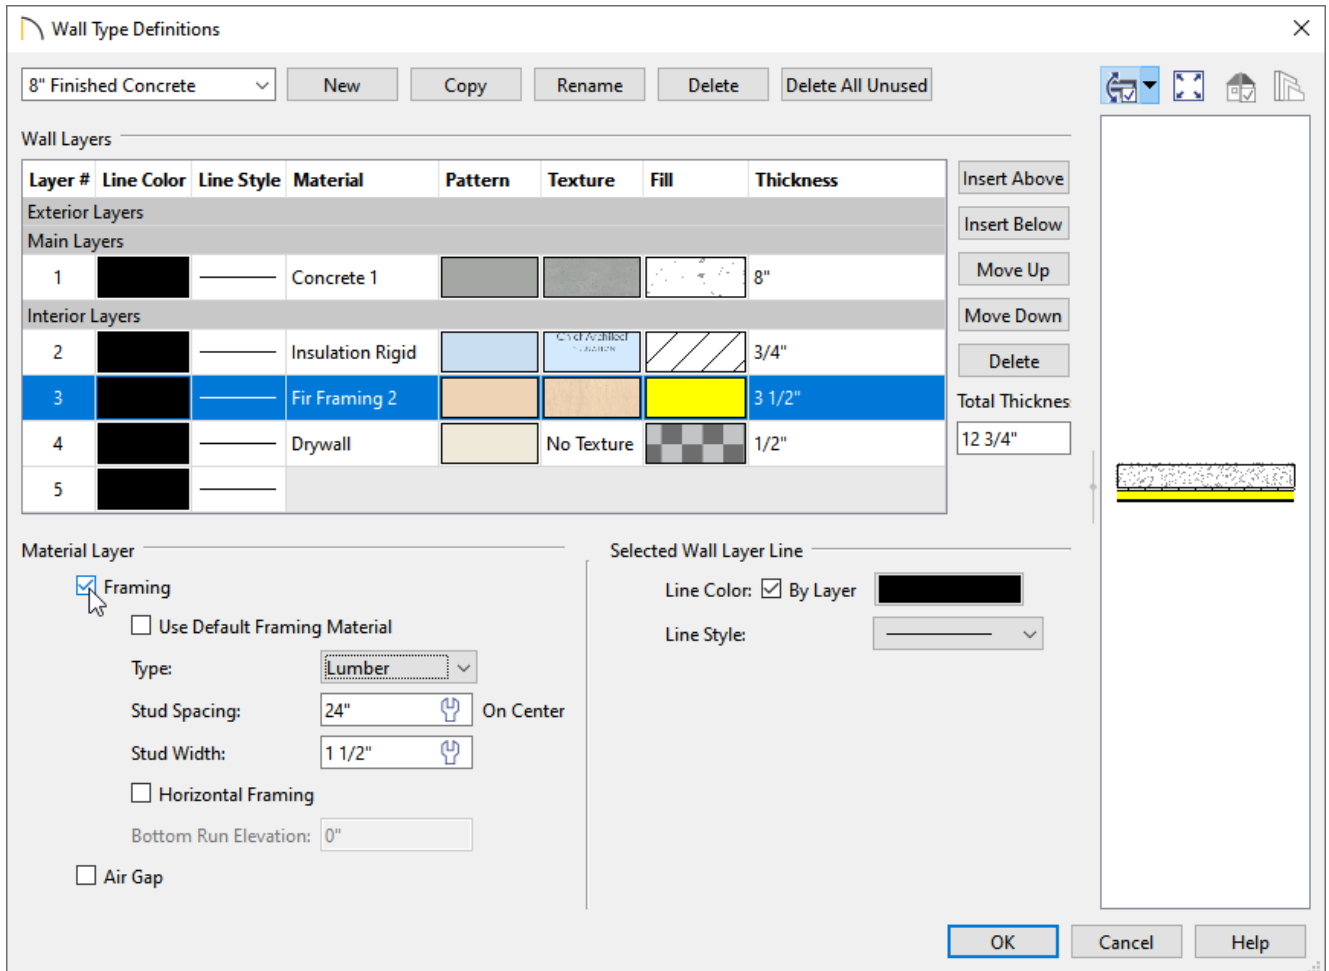 Wall Type Definitions
8" Finished Concrete New Copy Rename Delete Delete All Unused
Wall Layers
Layer # Line Color Line Style Material Pattern Texture Fill Thickness
Exterior Layers
Main Layers
1 Concrete 1 8"
Interior Layers
2 Insulation Rigid Chief Architect 3/4"
3 Fir Framing 2 3 1/2"
4 Drywall No Texture 1/2"
5
Insert Above
Insert Below
Move Up
Move Down
Delete
Total Thicknes
12 3/4"
Material Layer
Framing
Use Default Framing Material
Type: Lumber
Stud Spacing: 24" On Center
Stud Width: 1 1/2"
Horizontal Framing
Bottom Run Elevation: 0"
Air Gap
Selected Wall Layer Line
Line Color: By Layer
Line Style:
OK Cancel Help